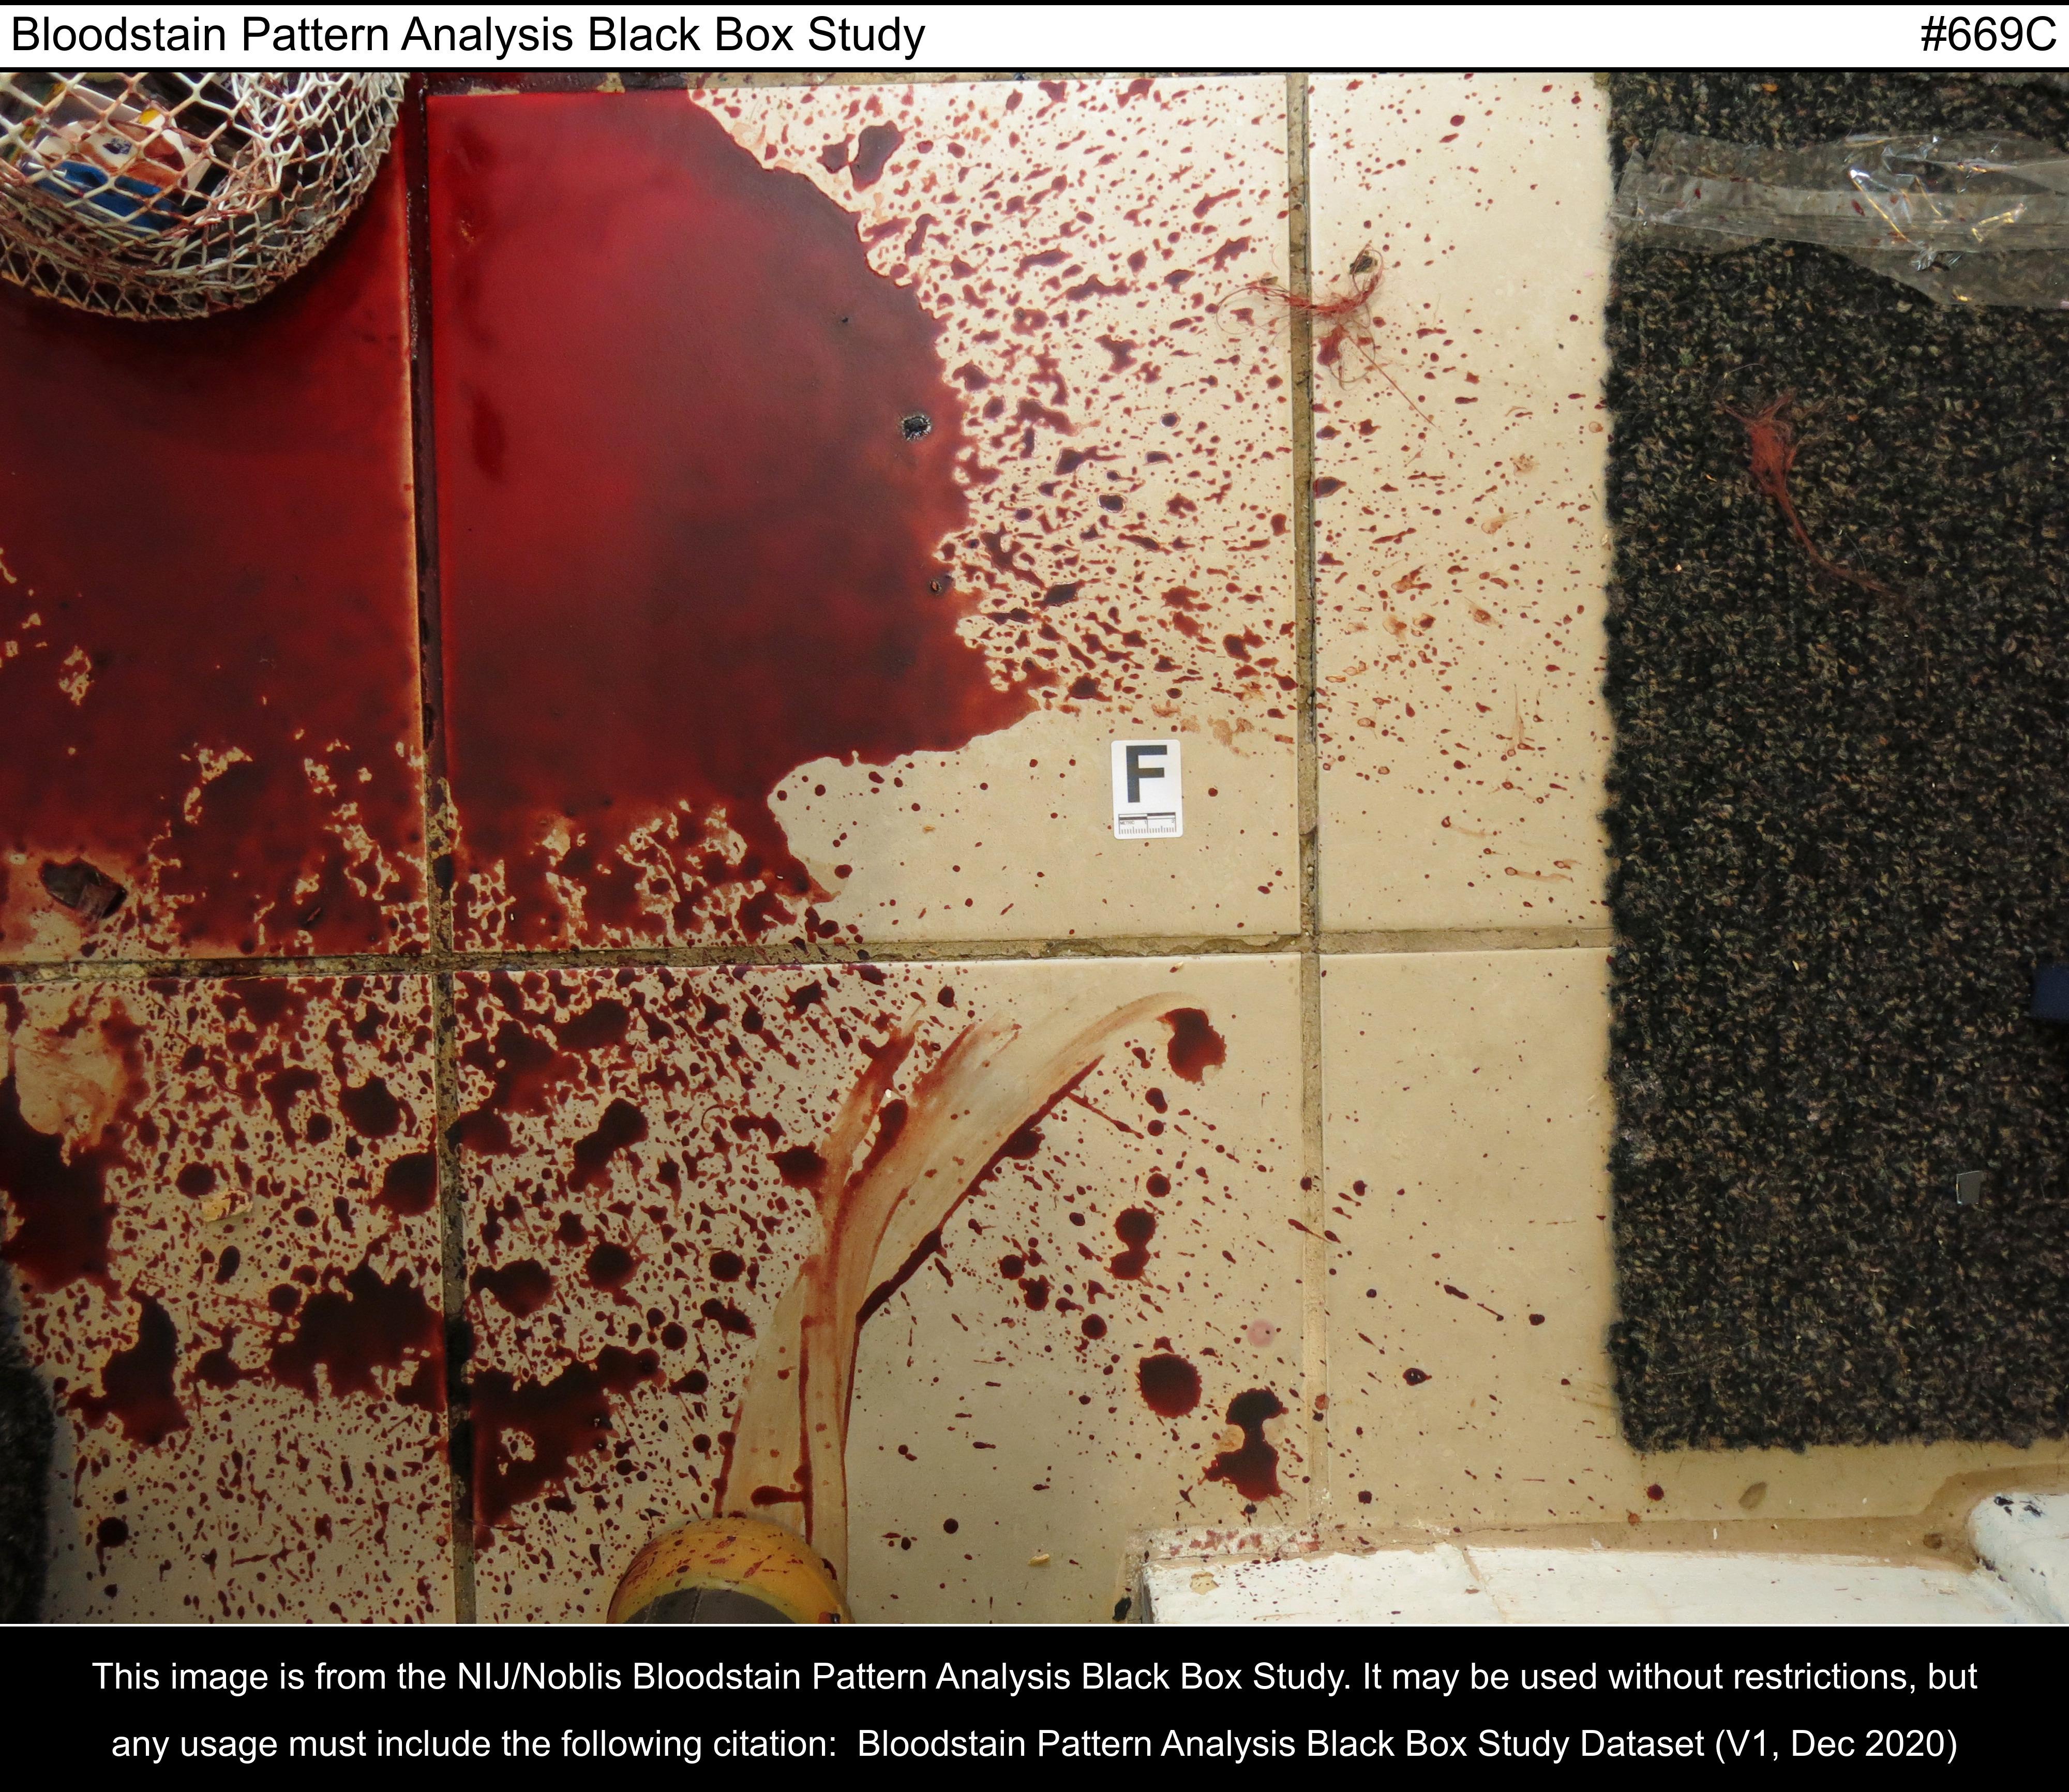 Bloodstain Pattern Analysis Black Box Study #669C
F
This image is from the NIJ/Noblis Bloodstain Pattern Analysis Black Box Study. It may be used without restrictions, but
any usage must include the following citation: Bloodstain Pattern Analysis Black Box Study Dataset (V1, Dec 2020)